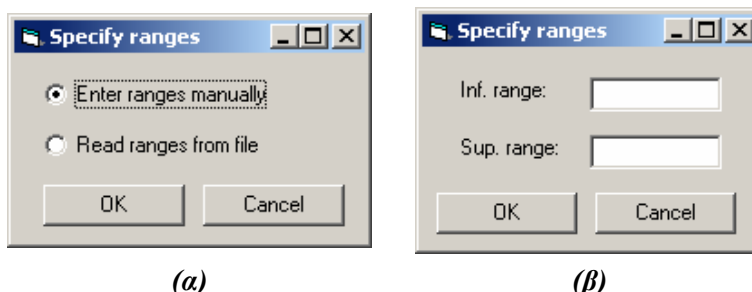 Specify ranges
Enter ranges manually
Read ranges from file
OK Cancel
(α)
Specify ranges
Inf. range:
Sup. range:
OK Cancel
(β)